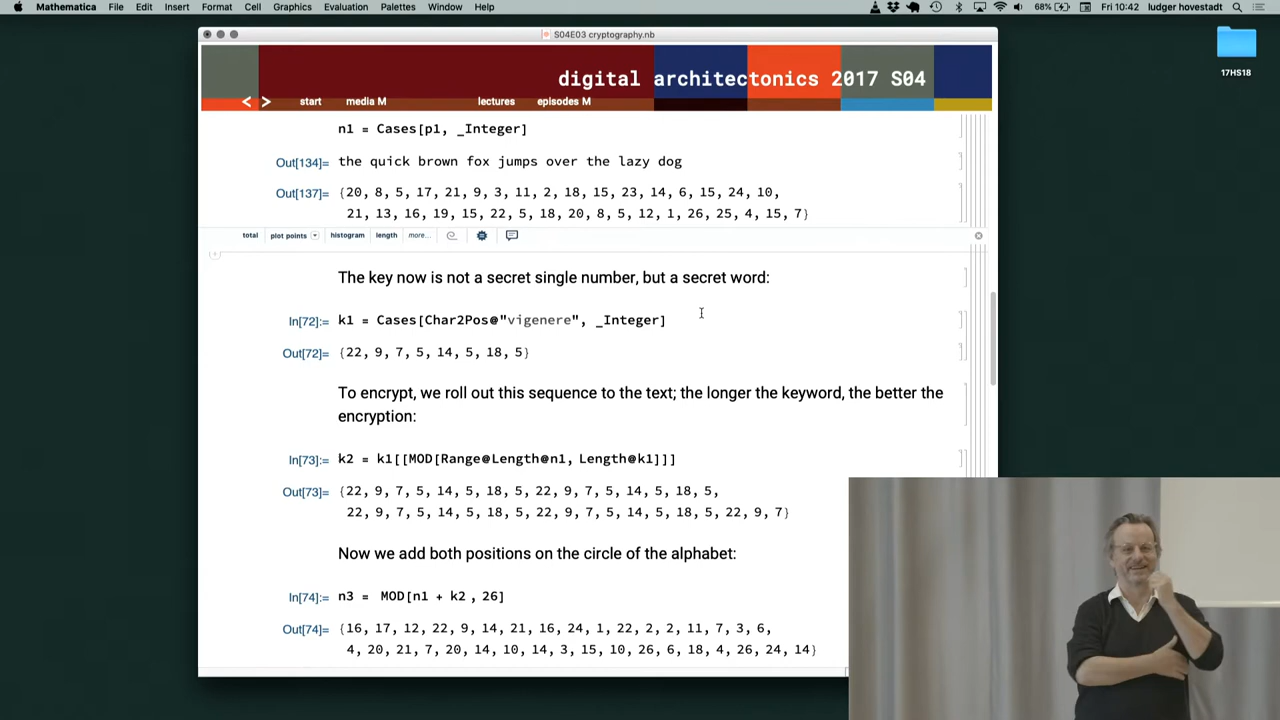 Mathematica File Edit Insert Format Cell Graphics Evaluation Palettes Window Help 68% Fri 10:42 ludger hovestadt
S04E03 cryptography.nb
17HS18
digital architectonics 2017 S04
< > start media M lectures episodes M
n1 = Cases[p1, _Integer]
Out[134]= the quick brown fox jumps over the lazy dog
Out[137]= {20, 8, 5, 17, 21, 9, 3, 11, 2, 18, 15, 23, 14, 6, 15, 24, 10,
21, 13, 16, 19, 15, 22, 5, 18, 20, 8, 5, 12, 1, 26, 25, 4, 15, 7}
total plot points histogram length more...
The key now is not a secret single number, but a secret word:
In[72]:= k1 = Cases[Char2Pos@"vigenere", _Integer]
Out[72]= {22, 9, 7, 5, 14, 5, 18, 5}
To encrypt, we roll out this sequence to the text; the longer the keyword, the better the
encryption:
In[73]:= k2 = k1[[MOD[Range@Length@n1, Length@k1]]]
Out[73]= {22, 9, 7, 5, 14, 5, 18, 5, 22, 9, 7, 5, 14, 5, 18, 5,
22, 9, 7, 5, 14, 5, 18, 5, 22, 9, 7, 5, 14, 5, 18, 5, 22, 9, 7}
Now we add both positions on the circle of the alphabet:
In[74]:= n3 = MOD[n1 + k2 , 26]
Out[74]= {16, 17, 12, 22, 9, 14, 21, 16, 24, 1, 22, 2, 2, 11, 7, 3, 6,
4, 20, 21, 7, 20, 14, 10, 14, 3, 15, 10, 26, 6, 18, 4, 26, 24, 14}